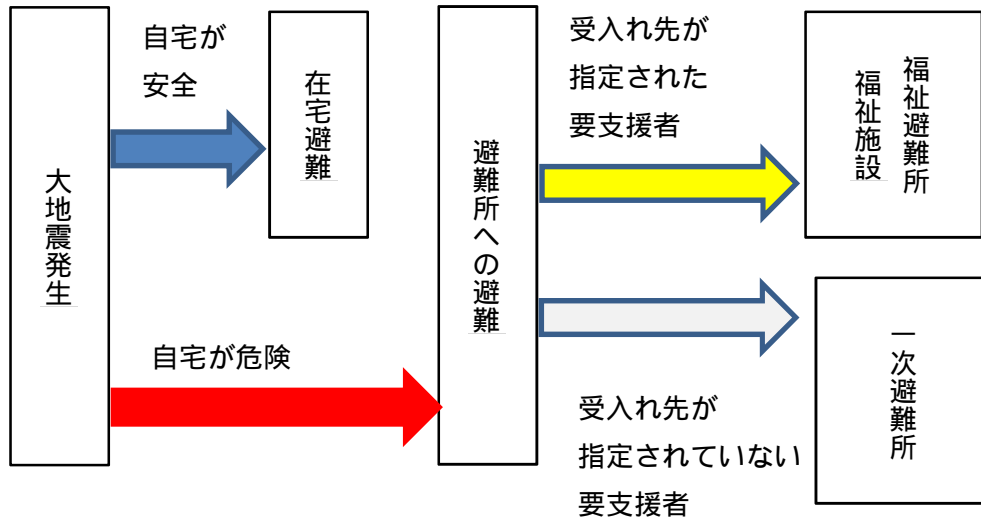 大地震発生
自宅が
安全
在宅避難
自宅が危険
避難所への避難
受入れ先が
指定された
要支援者
福祉避難所
福祉施設
受入れ先が
指定されていない
要支援者
一次避難所